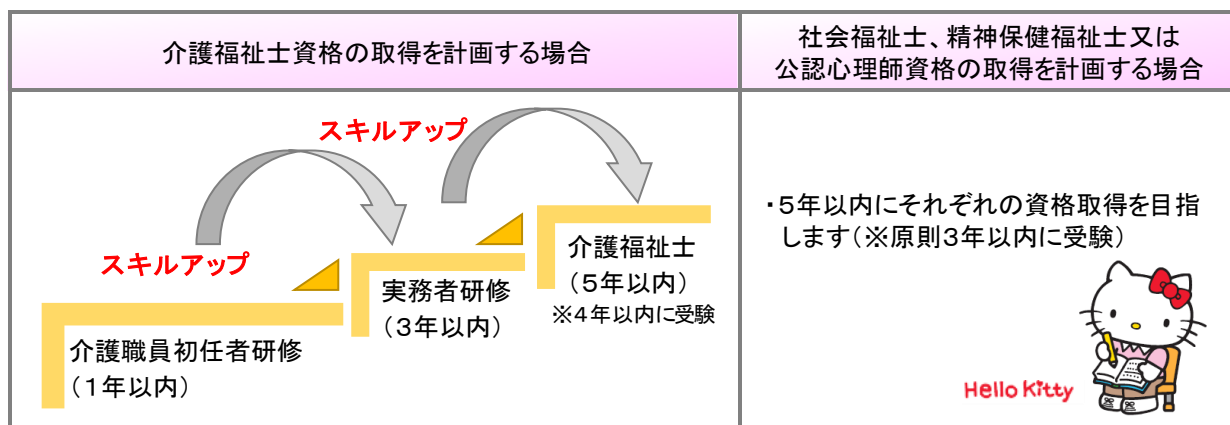 介護福祉士資格の取得を計画する場合
社会福祉士、精神保健福祉士又は
公認心理師資格の取得を計画する場合
スキルアップ
スキルアップ
介護職員初任者研修
(1年以内)
実務者研修
(3年以内)
介護福祉士
(5年以内)
※4年以内に受験
・5年以内にそれぞれの資格取得を目指
します(※原則3年以内に受験)
Hello Kitty